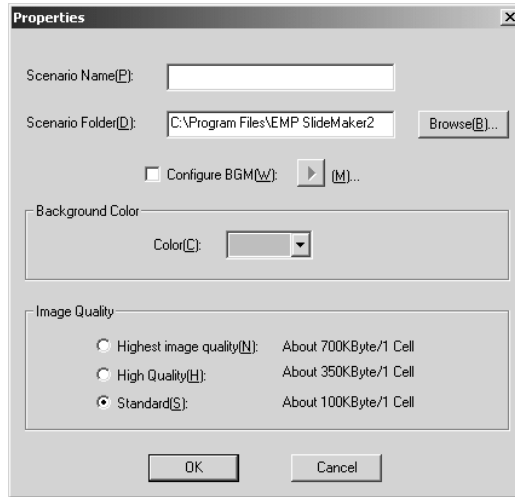 Properties
Scenario Name(P):
Scenario Folder(D): C:\Program Files\EMP SlideMaker2 Browse(B)...
Configure BGM(W): (M)...
Background Color
Color(C):
Image Quality
Highest image quality(N): About 700KByte/1 Cell
High Quality(H): About 350KByte/1 Cell
Standard(S): About 100KByte/1 Cell
OK Cancel